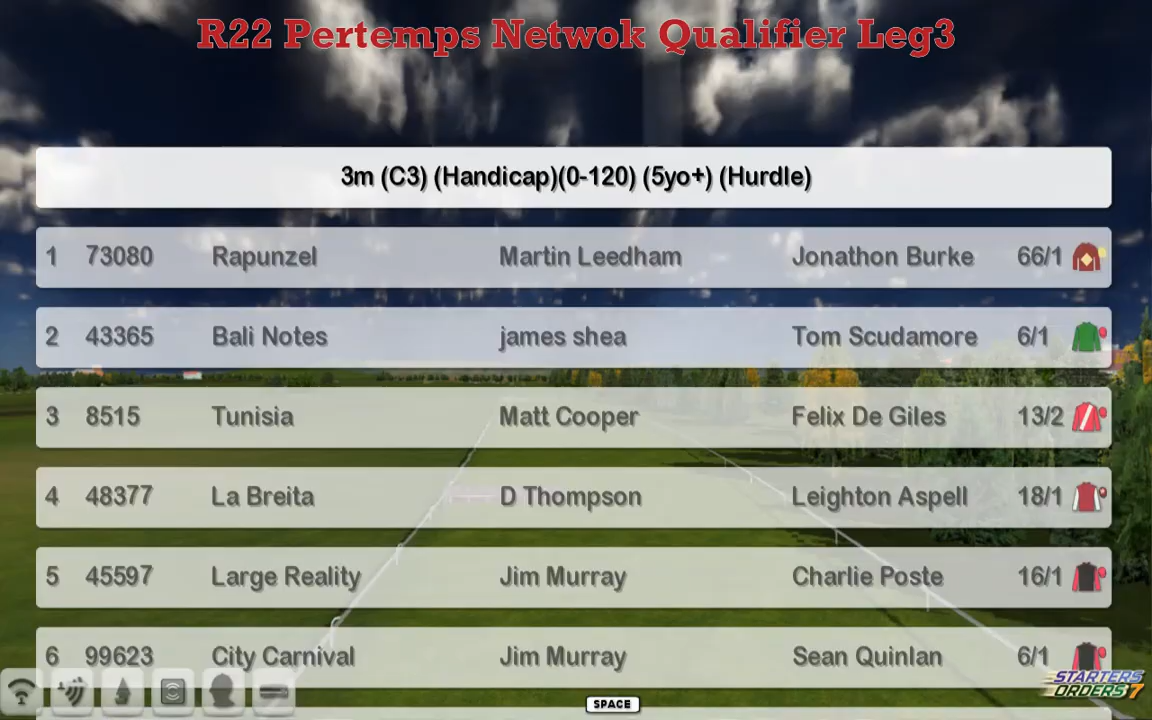 R22 Pertemps Netwok Qualifier Leg3
3m (C3) (Handicap)(0-120) (5yo+) (Hurdle)
1 73080 Rapunzel Martin Leedham Jonathon Burke 66/1
2 43365 Bali Notes james shea Tom Scudamore 6/1
3 8515 Tunisia Matt Cooper Felix De Giles 13/2
4 48377 La Breita D Thompson Leighton Aspell 18/1
5 45597 Large Reality Jim Murray Charlie Poste 16/1
6 99623 City Carnival Jim Murray Sean Quinlan 6/1
STARTERS
ORDERS 7
SPACE